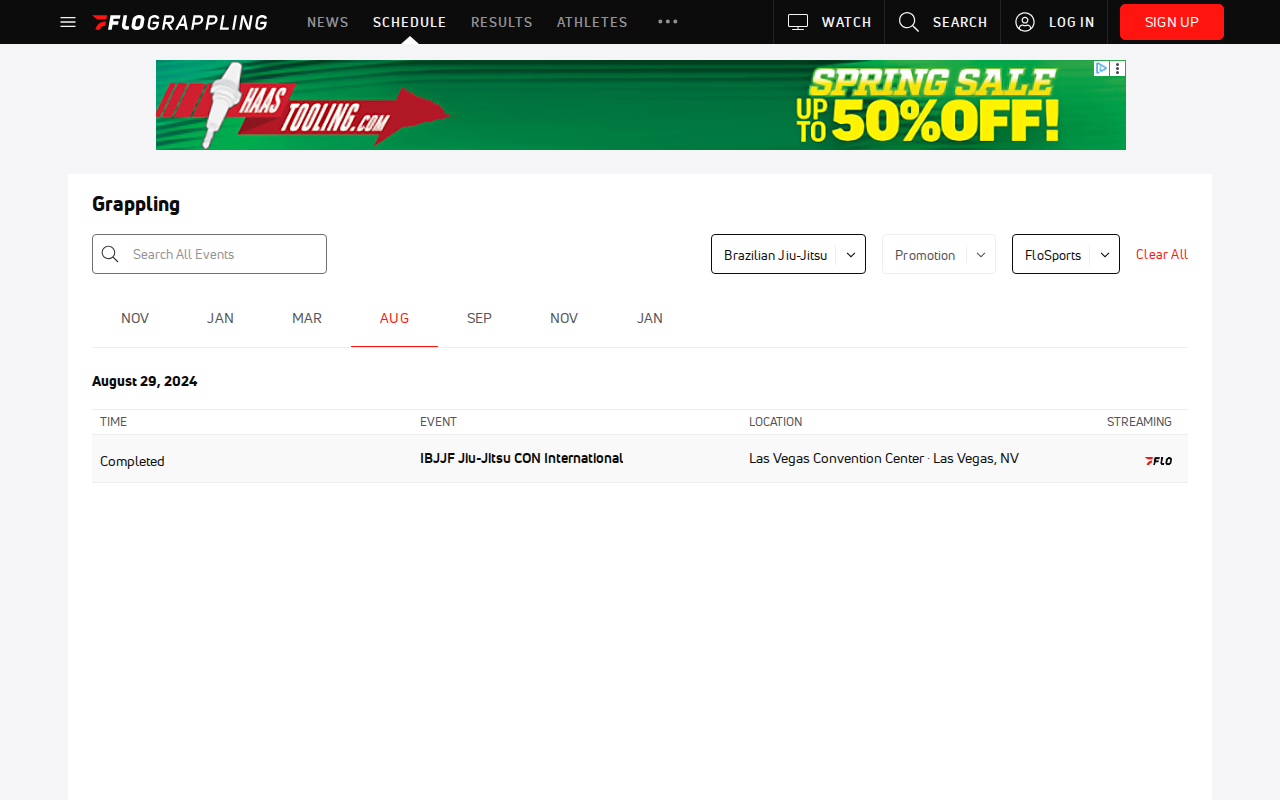 FLOGRAPPLING NEWS SCHEDULE RESULTS ATHLETES WATCH SEARCH LOG IN SIGN UP
HAAS TOOLING.COM
SPRING SALE
UP TO 50% OFF!
Grappling
Search All Events Brazilian Jiu-Jitsu Promotion FloSports Clear All
NOV JAN MAR AUG SEP NOV JAN
August 29, 2024
TIME EVENT LOCATION STREAMING
Completed IBJJF Jiu-Jitsu CON International Las Vegas Convention Center · Las Vegas, NV FLO